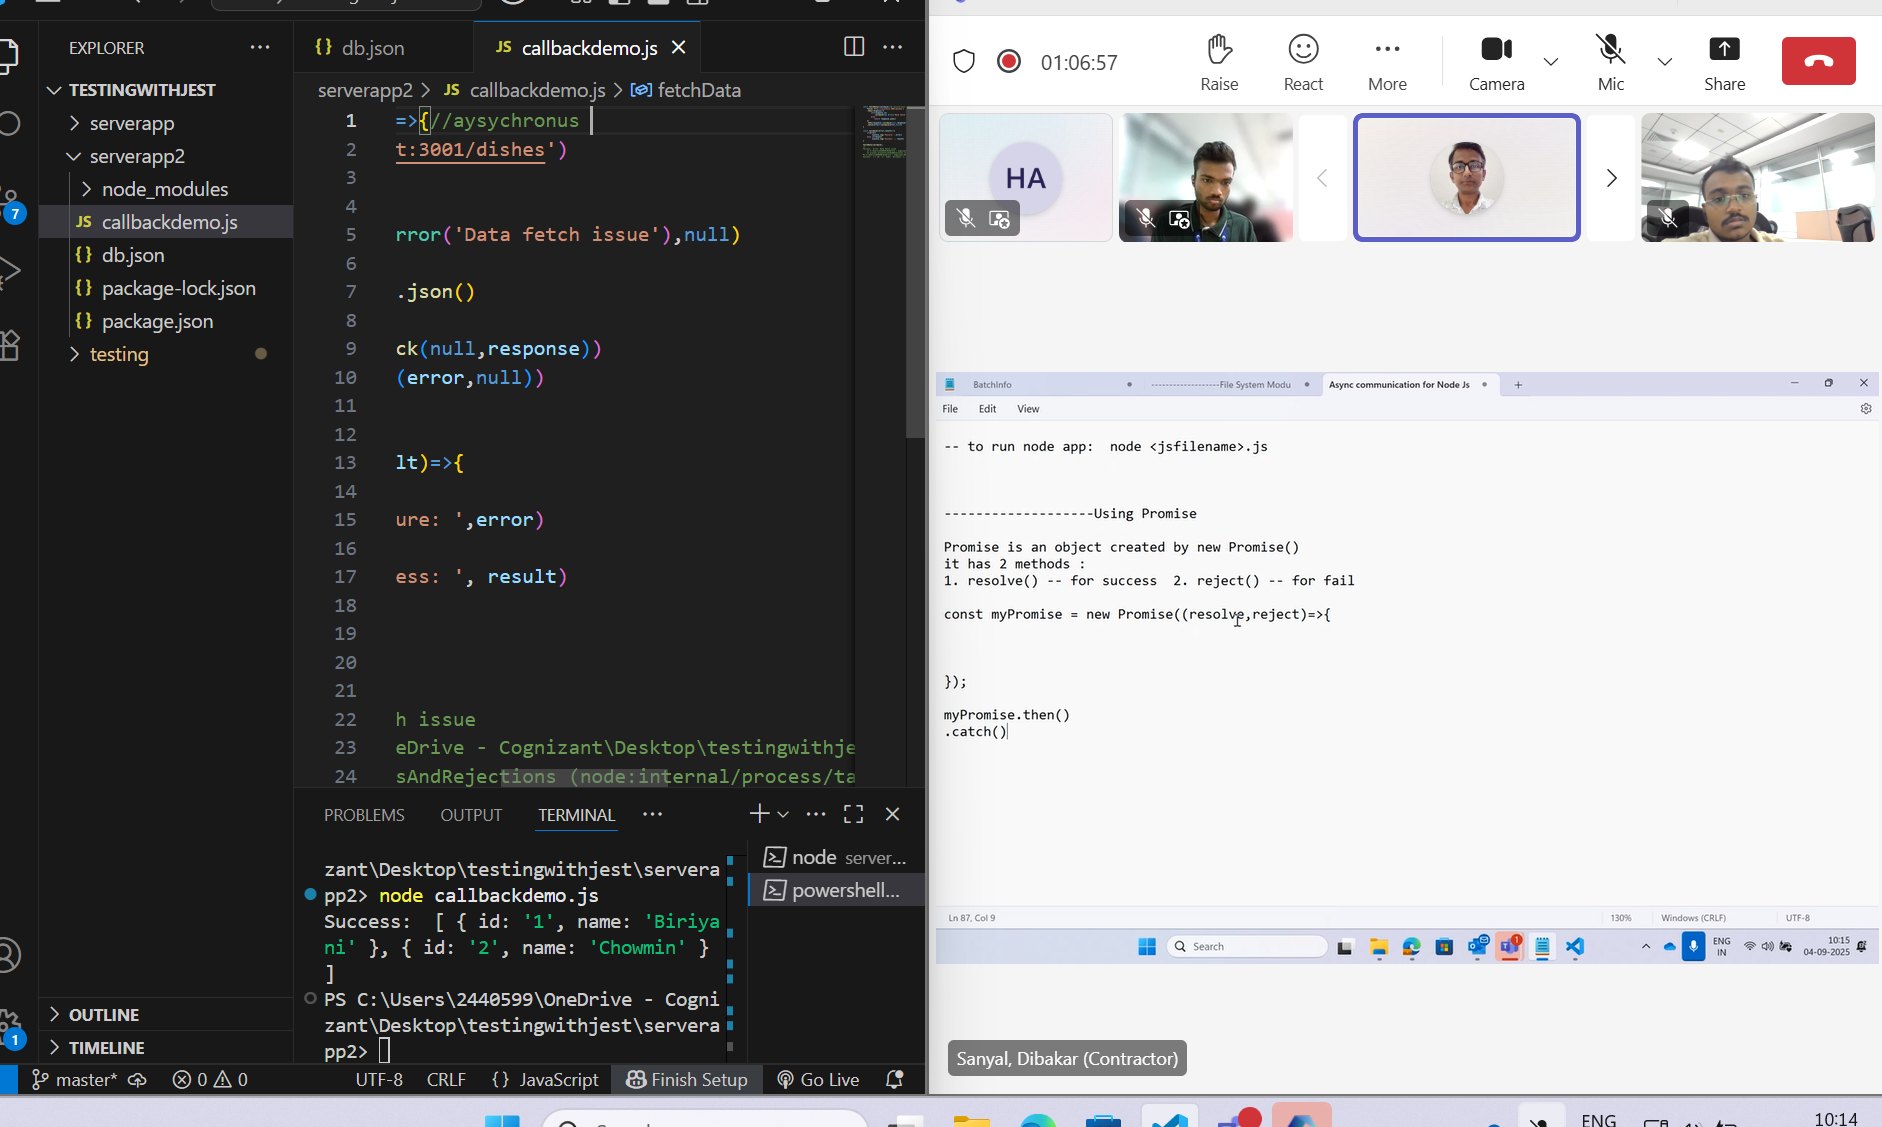 EXPLORER
TESTINGWITHJEST
serverapp
serverapp2
node_modules
JS callbackdemo.js
{} db.json
{} package-lock.json
{} package.json
testing
OUTLINE
TIMELINE
7
1
{} db.json
JS callbackdemo.js
serverapp2 > JS callbackdemo.js > fetchData
1 =>{//aysychronus
2 t:3001/dishes')
3
4
5 rror('Data fetch issue'),null)
6
7 .json()
8
9 ck(null,response))
10 (error,null))
11
12
13 lt)=>{
14
15 ure: ',error)
16
17 ess: ', result)
18
19
20
21
22 h issue
23 eDrive - Cognizant\Desktop\testingwithje
24 sAndRejections (node:internal/process/ta
PROBLEMS OUTPUT TERMINAL
zant\Desktop\testingwithjest\servera
pp2> node callbackdemo.js
Success:  [ { id: '1', name: 'Biriya
ni' }, { id: '2', name: 'Chowmin' }
]
PS C:\Users\2440599\OneDrive - Cogni
zant\Desktop\testingwithjest\servera
pp2>
node server...
powershell...
master* 0 0 UTF-8 CRLF {} JavaScript Finish Setup Go Live
01:06:57
Raise React More Camera Mic Share
HA
BatchInfo
-------------------File System Modu
Async communication for Node Js
File Edit View
-- to run node app:  node <jsfilename>.js
-------------------Using Promise
Promise is an object created by new Promise()
it has 2 methods :
1. resolve() -- for success  2. reject() -- for fail
const myPromise = new Promise((resolve,reject)=>{
});
myPromise.then()
.catch()
Ln 87, Col 9 130% Windows (CRLF) UTF-8
Search
1
ENG
IN
10:15
04-09-2025
Sanyal, Dibakar (Contractor)
ENG
10:14